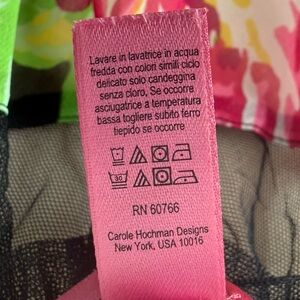 Lavare in lavatrice in acqua
fredda con colori simili ciclo
delicato solo candeggina
senza cloro, Se occorre
asciugatrice a temperatura
bassa togliere subito ferro
tiepido se occorre
30
RN 60766
Carole Hochman Designs
New York, USA 10016